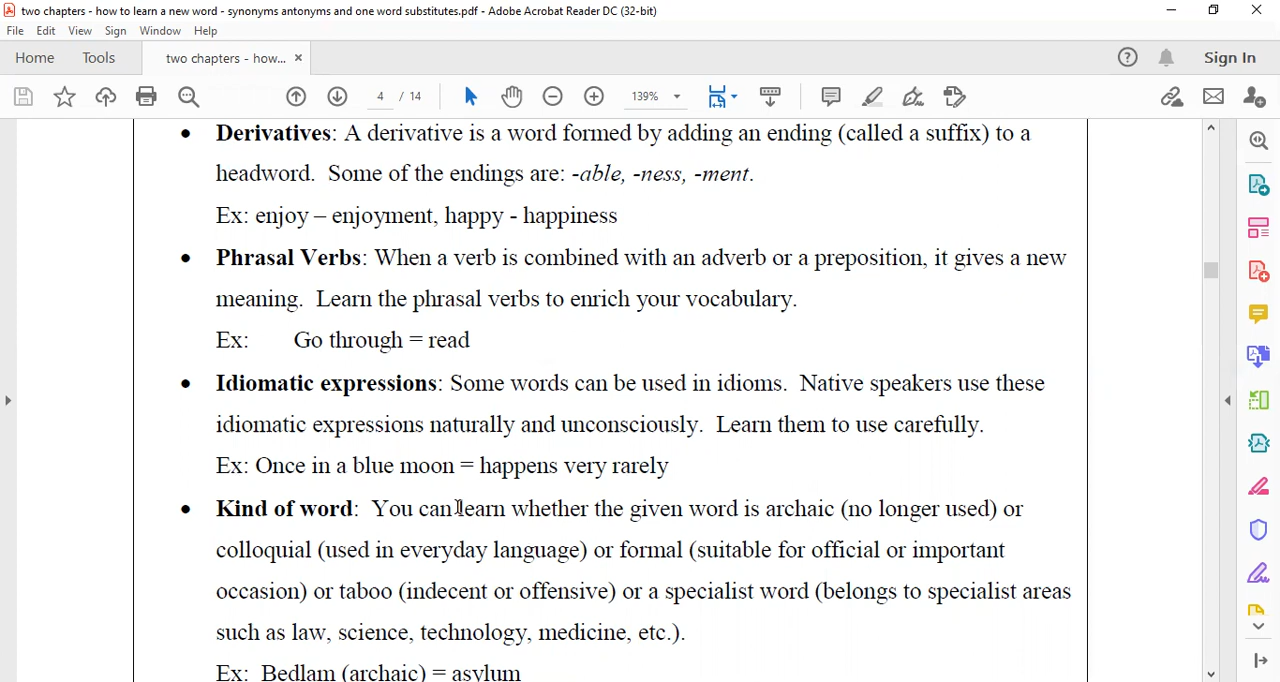 two chapters - how to learn a new word - synonyms antonyms and one word substitutes.pdf - Adobe Acrobat Reader DC (32-bit)
File Edit View Sign Window Help
Home Tools two chapters - how... × Sign In
4 / 14 139%
• Derivatives: A derivative is a word formed by adding an ending (called a suffix) to a
headword. Some of the endings are: -able, -ness, -ment.
Ex: enjoy – enjoyment, happy - happiness
• Phrasal Verbs: When a verb is combined with an adverb or a preposition, it gives a new
meaning. Learn the phrasal verbs to enrich your vocabulary.
Ex: Go through = read
• Idiomatic expressions: Some words can be used in idioms. Native speakers use these
idiomatic expressions naturally and unconsciously. Learn them to use carefully.
Ex: Once in a blue moon = happens very rarely
• Kind of word: You can learn whether the given word is archaic (no longer used) or
colloquial (used in everyday language) or formal (suitable for official or important
occasion) or taboo (indecent or offensive) or a specialist word (belongs to specialist areas
such as law, science, technology, medicine, etc.).
Ex: Bedlam (archaic) = asylum